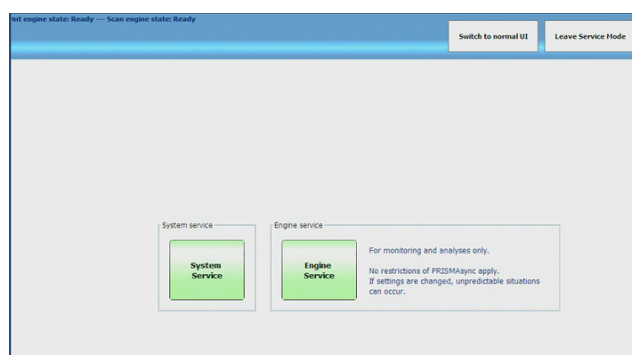 int engine state: Ready --- Scan engine state: Ready
Switch to normal UI
Leave Service Mode
System service
System
Service
Engine service
Engine
Service
For monitoring and analyses only.
No restrictions of PRISMAsync apply.
If settings are changed, unpredictable situations
can occur.